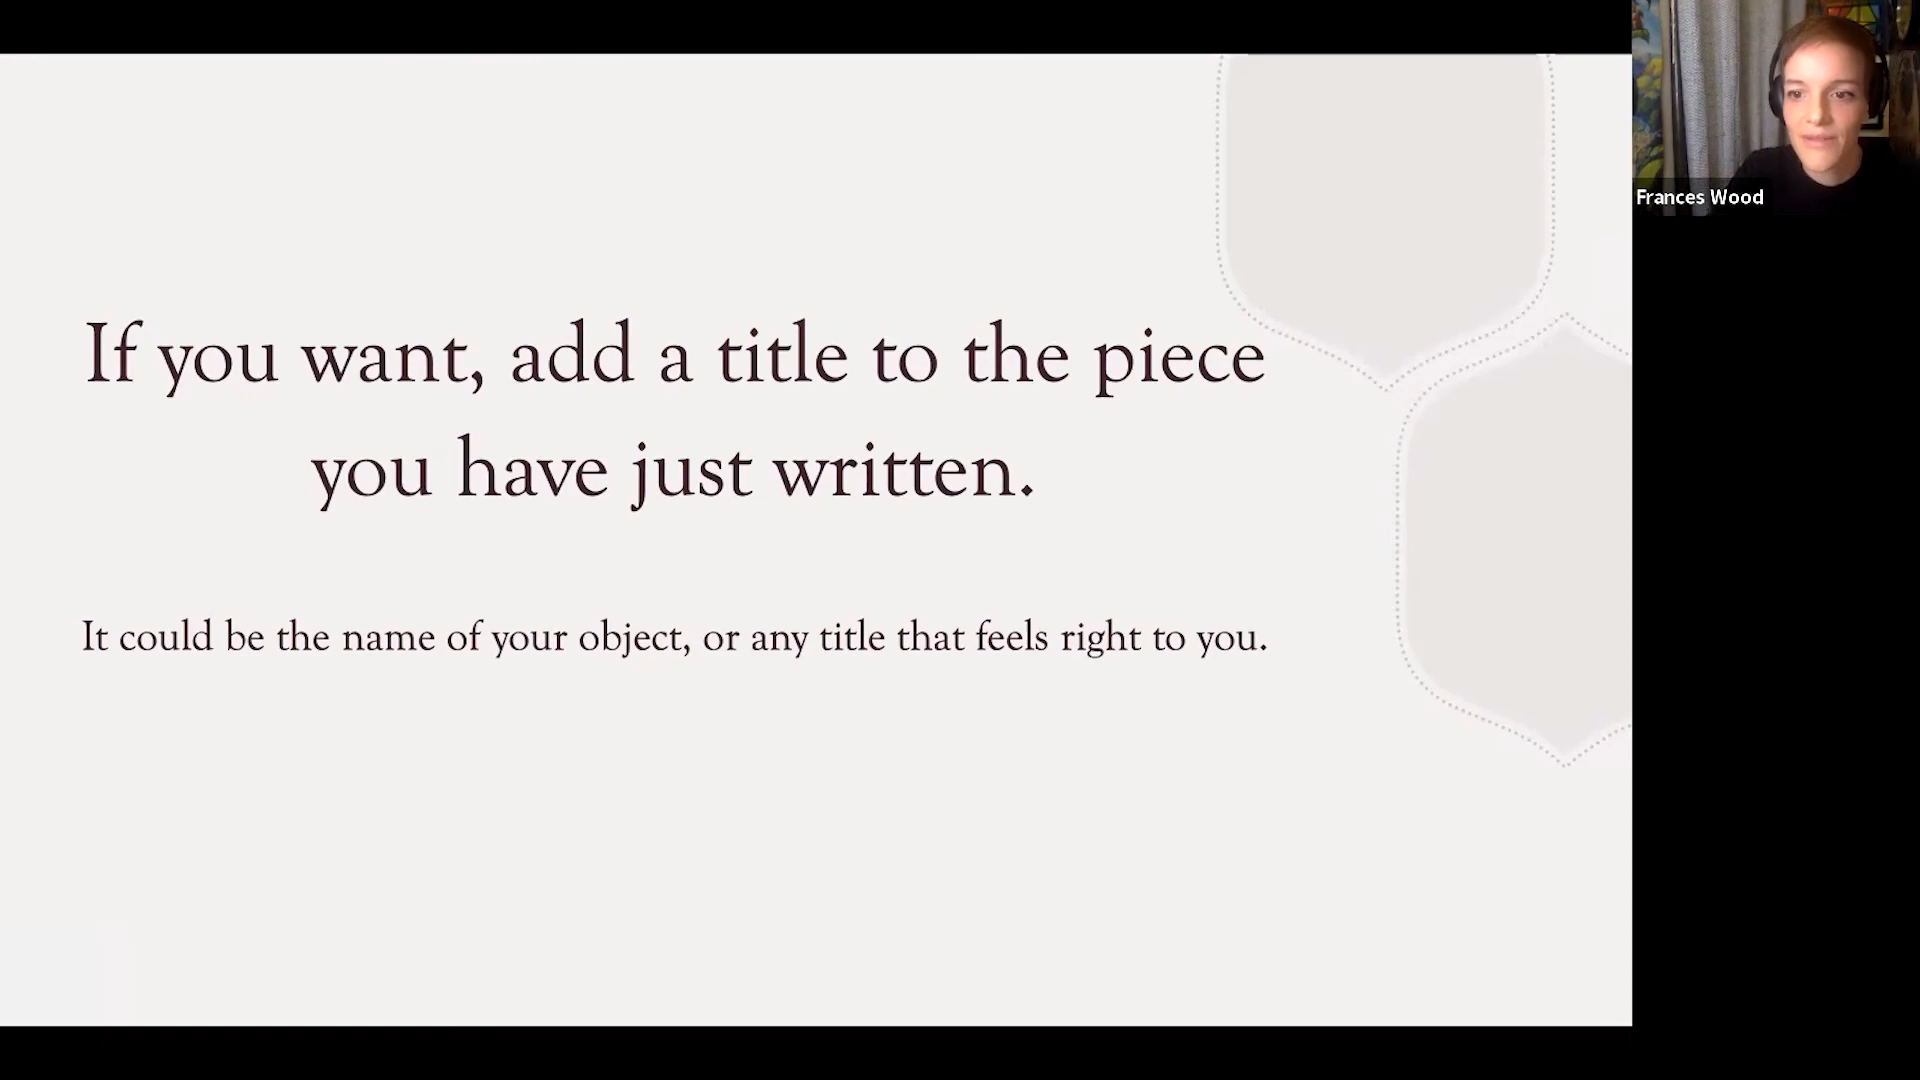 If you want, add a title to the piece
you have just written.
It could be the name of your object, or any title that feels right to you.
Frances Wood